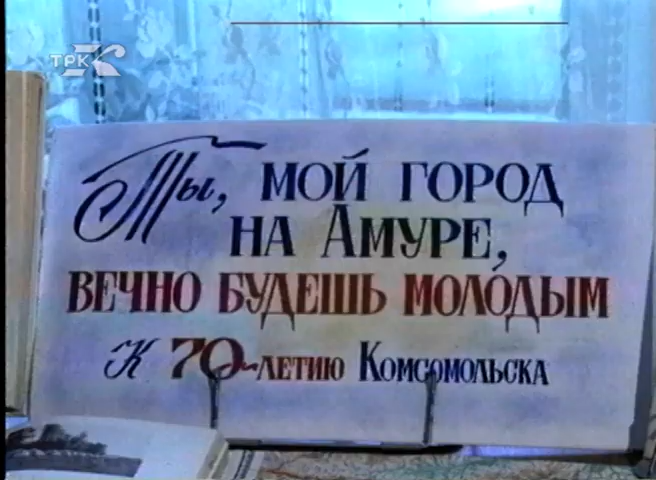 ТРК К
Ты, мой город
на Амуре,
вечно будешь молодым
К 70-летию Комсомольска